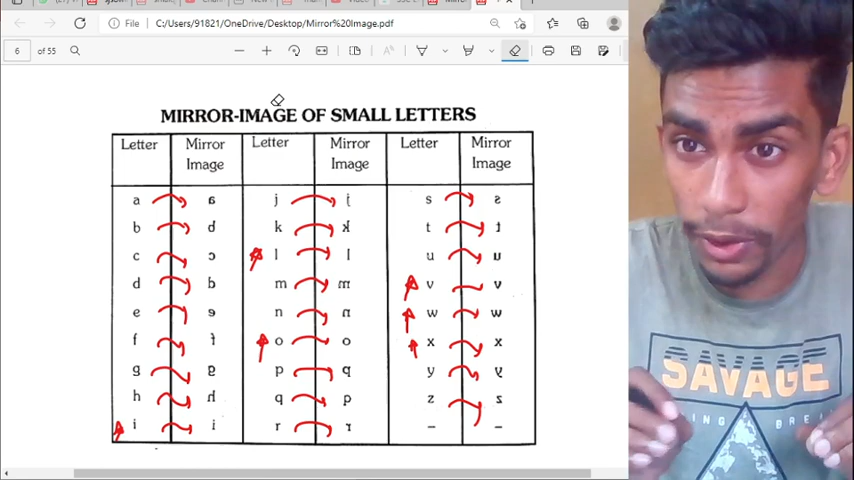 File
C:/Users/91821/OneDrive/Desktop/Mirror%20Image.pdf
6 of 55
MIRROR-IMAGE OF SMALL LETTERS
Letter Mirror Image Letter Mirror Image Letter Mirror Image
a a j j s s
b b k k t t
c c l l u u
d d m m v v
e e n n w w
f f o o x x
g g p p y y
h h q q z z
i i r r – –
SAVAGE